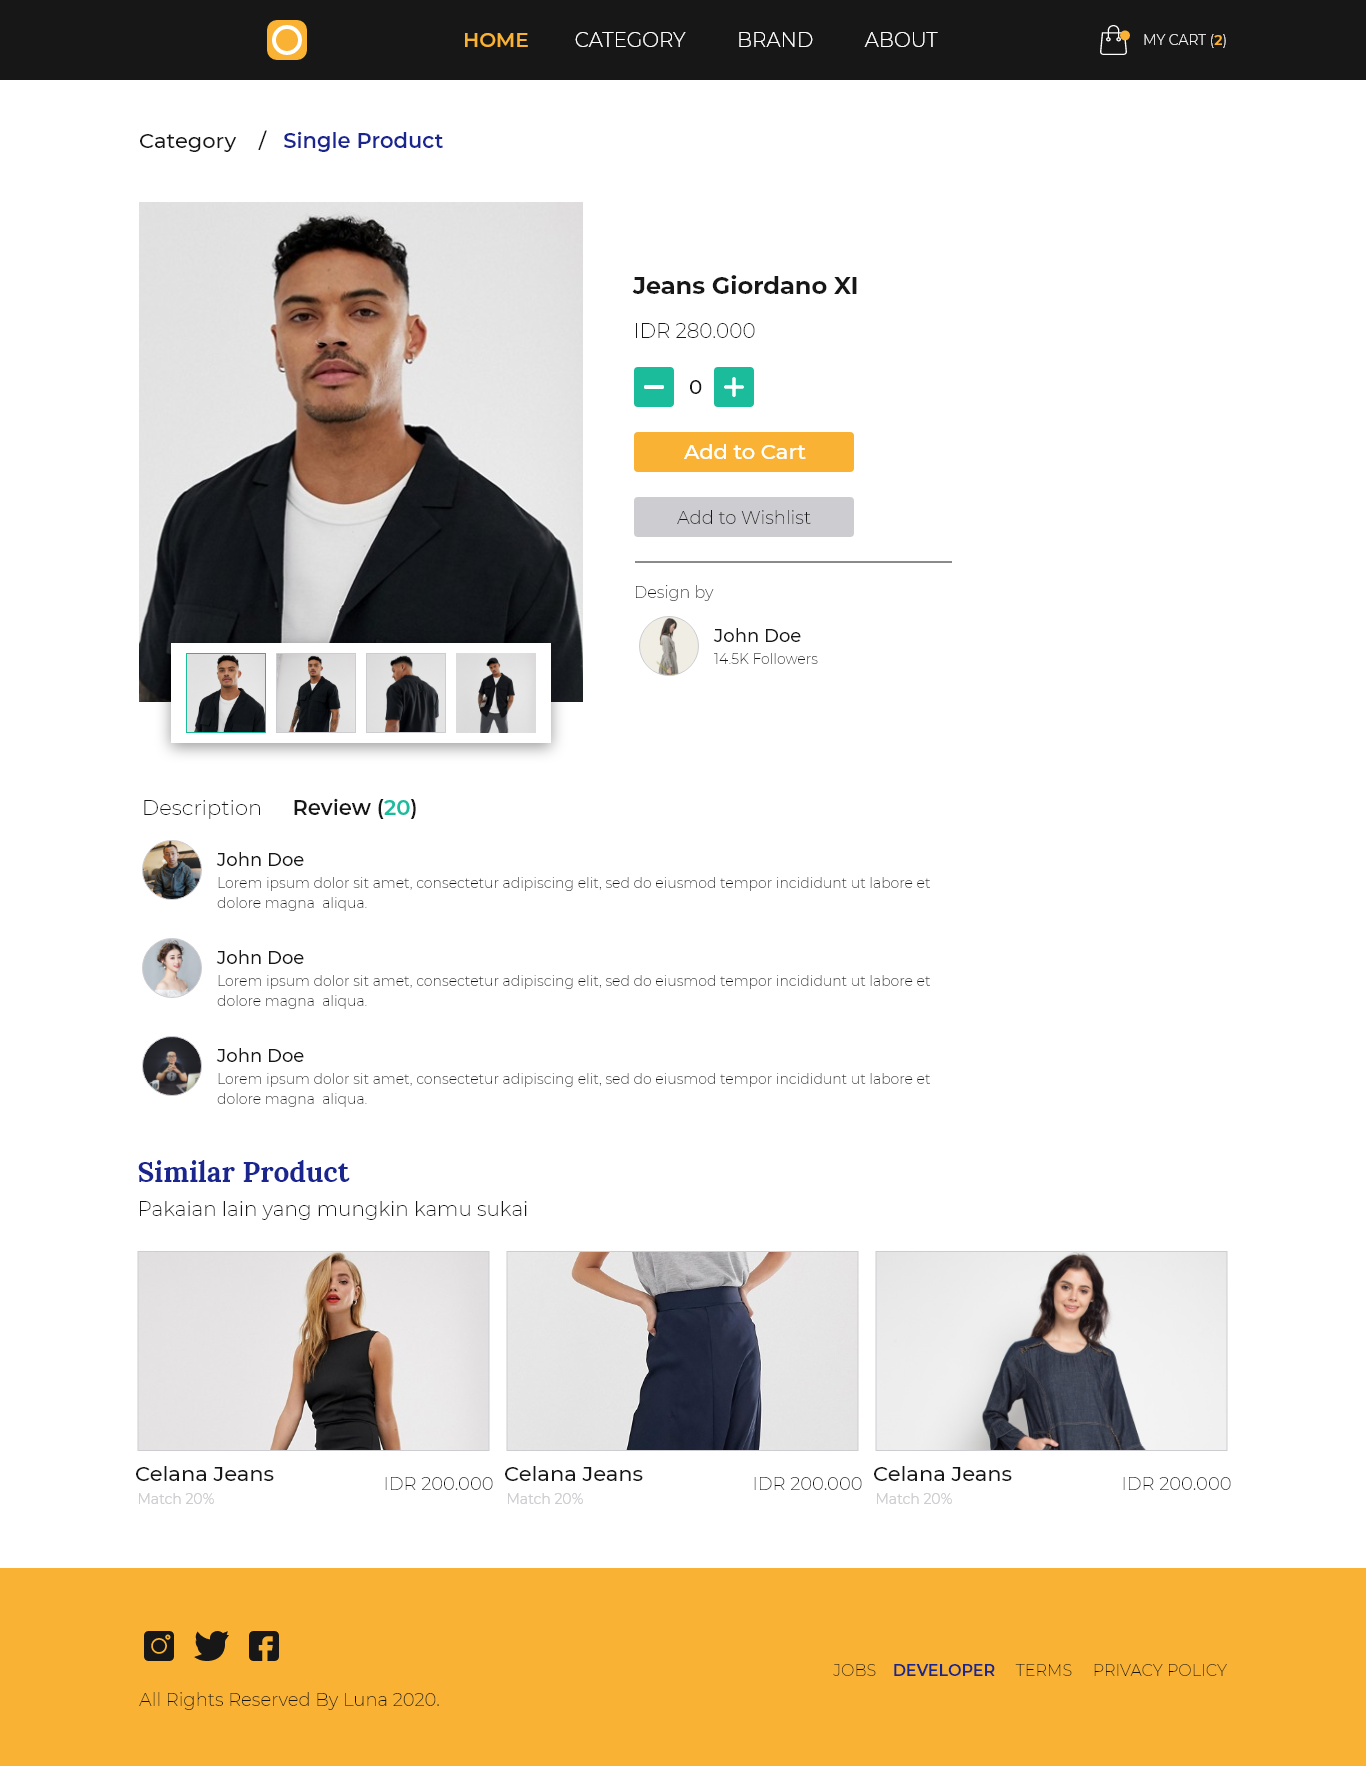 HOME CATEGORY BRAND ABOUT MY CART (2)
Category / Single Product
Jeans Giordano XI
IDR 280.000
0
Add to Cart
Add to Wishlist
Design by
John Doe
14.5K Followers
Description Review (20)
John Doe
Lorem ipsum dolor sit amet, consectetur adipiscing elit, sed do eiusmod tempor incididunt ut labore et
dolore magna aliqua.
John Doe
Lorem ipsum dolor sit amet, consectetur adipiscing elit, sed do eiusmod tempor incididunt ut labore et
dolore magna aliqua.
John Doe
Lorem ipsum dolor sit amet, consectetur adipiscing elit, sed do eiusmod tempor incididunt ut labore et
dolore magna aliqua.
Similar Product
Pakaian lain yang mungkin kamu sukai
Celana Jeans
Match 20%
IDR 200.000
Celana Jeans
Match 20%
IDR 200.000
Celana Jeans
Match 20%
IDR 200.000
All Rights Reserved By Luna 2020.
JOBS DEVELOPER TERMS PRIVACY POLICY